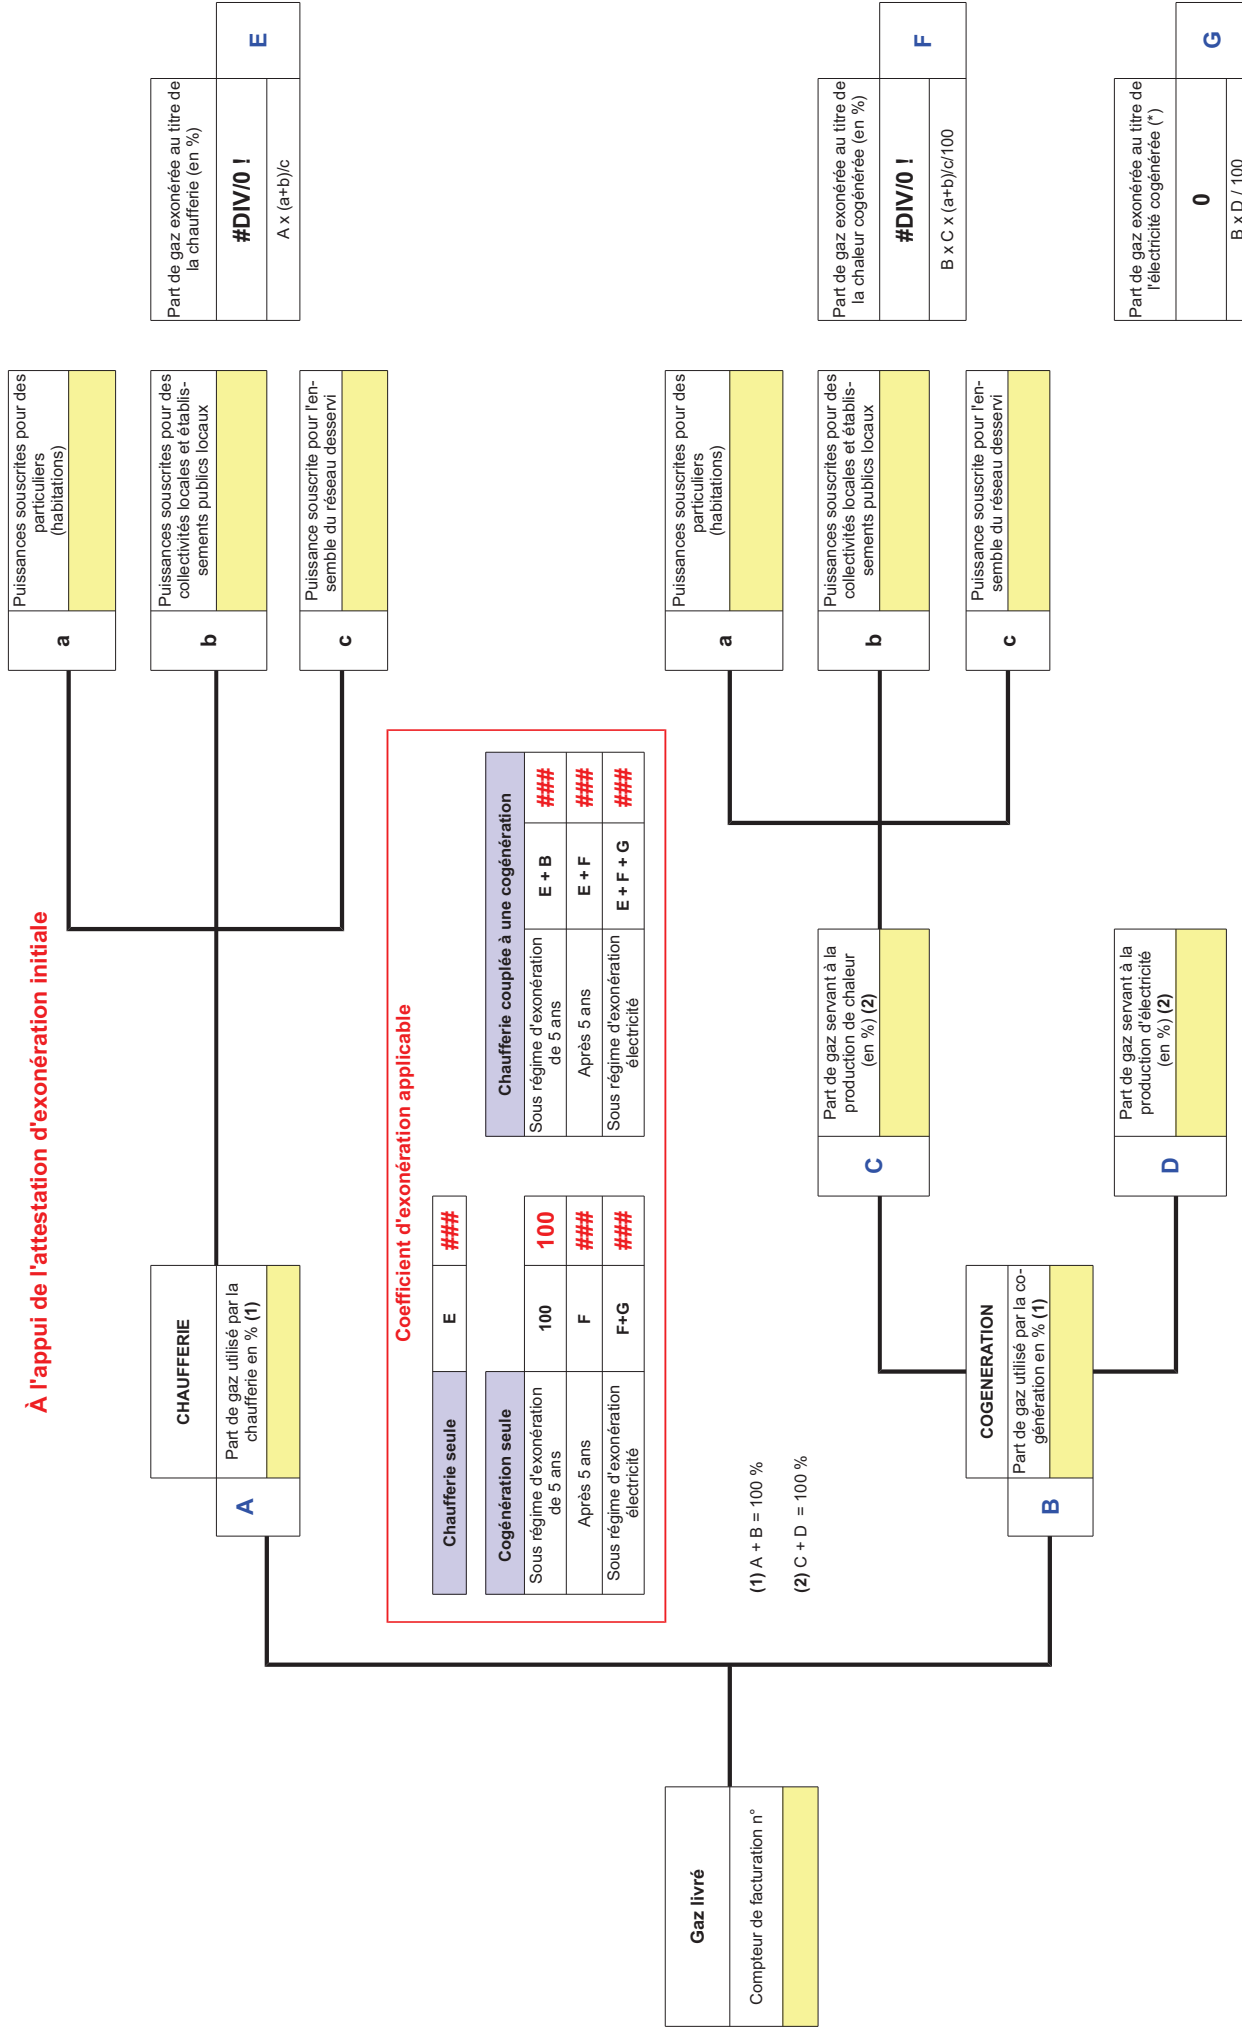 À l'appui de l'attestation d'exonération initiale
Gaz livré
Compteur de facturation n°
A
CHAUFFERIE
Part de gaz utilisé par la
chaufferie en % (1)
a
Puissances souscrites pour des
particuliers
(habitations)
b
Puissances souscrites pour des
collectivités locales et établis-
sements publics locaux
c
Puissance souscrite pour l'en-
semble du réseau desservi
Part de gaz exonérée au titre de
la chaufferie (en %)
#DIV/0 !
A x (a+b)/c
E
Coefficient d'exonération applicable
Chaufferie seule
E
###
Cogénération seule
Sous régime d'exonération
de 5 ans
100
100
Après 5 ans
F
###
Sous régime d'exonération
électricité
F+G
###
Chaufferie couplée à une cogénération
Sous régime d'exonération
de 5 ans
E + B
###
Après 5 ans
E + F
###
Sous régime d'exonération
électricité
E + F + G
###
(1) A + B = 100 %
(2) C + D = 100 %
B
COGENERATION
Part de gaz utilisé par la co-
génération en % (1)
C
Part de gaz servant à la
production de chaleur
(en %) (2)
D
Part de gaz servant à la
production d'électricité
(en %) (2)
a
Puissances souscrites pour des
particuliers
(habitations)
b
Puissances souscrites pour des
collectivités locales et établis-
sements publics locaux
c
Puissance souscrite pour l'en-
semble du réseau desservi
Part de gaz exonérée au titre de
la chaleur cogénérée (en %)
#DIV/0 !
B x C x (a+b)/c/100
F
Part de gaz exonérée au titre de
l'électricité cogénérée (*)
0
B x D / 100
G